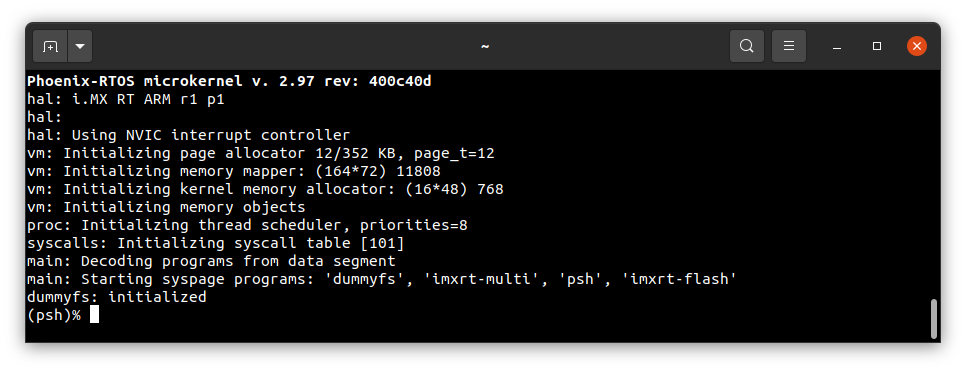 ~
Phoenix-RTOS microkernel v. 2.97 rev: 400c40d
hal: i.MX RT ARM r1 p1
hal:
hal: Using NVIC interrupt controller
vm: Initializing page allocator 12/352 KB, page_t=12
vm: Initializing memory mapper: (164*72) 11808
vm: Initializing kernel memory allocator: (16*48) 768
vm: Initializing memory objects
proc: Initializing thread scheduler, priorities=8
syscalls: Initializing syscall table [101]
main: Decoding programs from data segment
main: Starting syspage programs: 'dummyfs', 'imxrt-multi', 'psh', 'imxrt-flash'
dummyfs: initialized
(psh)%